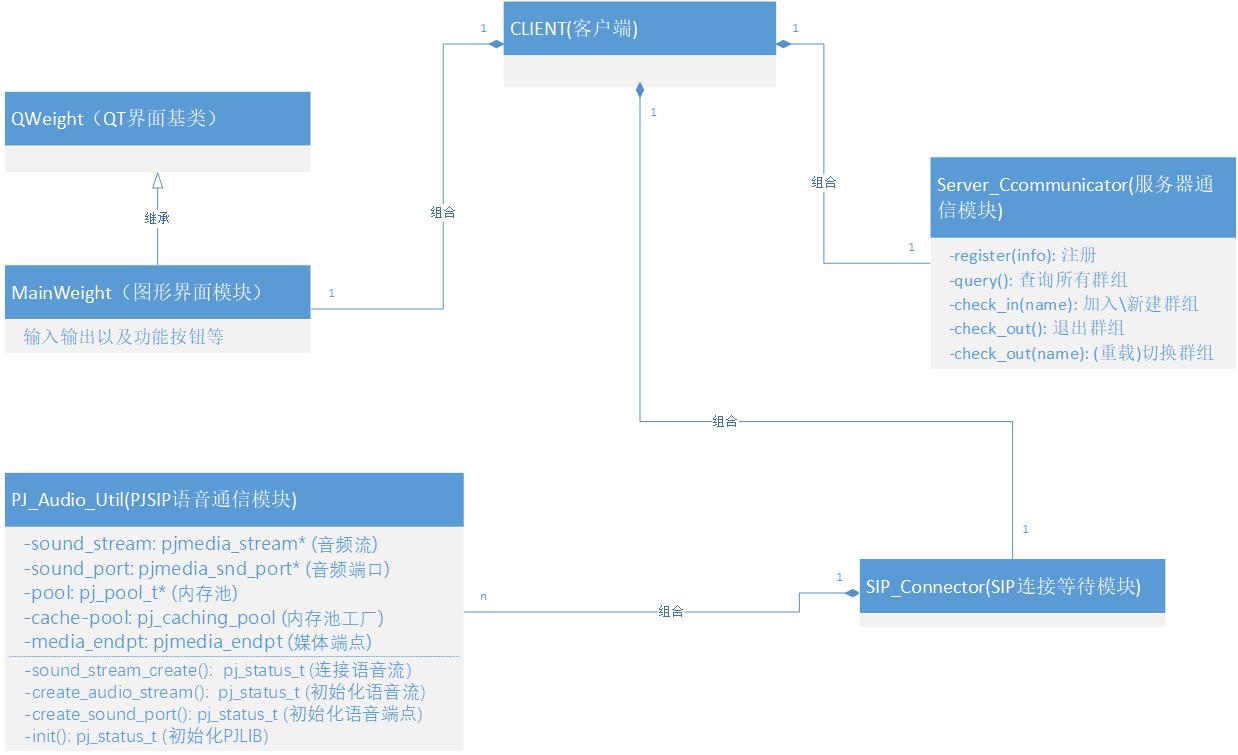 CLIENT(客户端)
1
1
1
QWeight（QT界面基类）
继承
组合
组合
MainWeight（图形界面模块）
输入输出以及功能按钮等
1
Server_Ccommunicator(服务器通
信模块)
-register(info): 注册
-query(): 查询所有群组
-check_in(name): 加入\新建群组
-check_out(): 退出群组
-check_out(name): (重载)切换群组
1
组合
1
PJ_Audio_Util(PJSIP语音通信模块)
-sound_stream: pjmedia_stream* (音频流)
-sound_port: pjmedia_snd_port* (音频端口)
-pool: pj_pool_t* (内存池)
-cache-pool: pj_caching_pool (内存池工厂)
-media_endpt: pjmedia_endpt (媒体端点)
-sound_stream_create(): pj_status_t (连接语音流)
-create_audio_stream(): pj_status_t (初始化语音流)
-create_sound_port(): pj_status_t (初始化语音端点)
-init(): pj_status_t (初始化PJLIB)
n
组合
1
SIP_Connector(SIP连接等待模块)